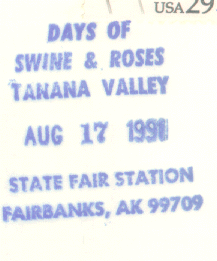 USA 29
DAYS OF
SWINE & ROSES
TANANA VALLEY
AUG 17 1991
STATE FAIR STATION
FAIRBANKS, AK 99709